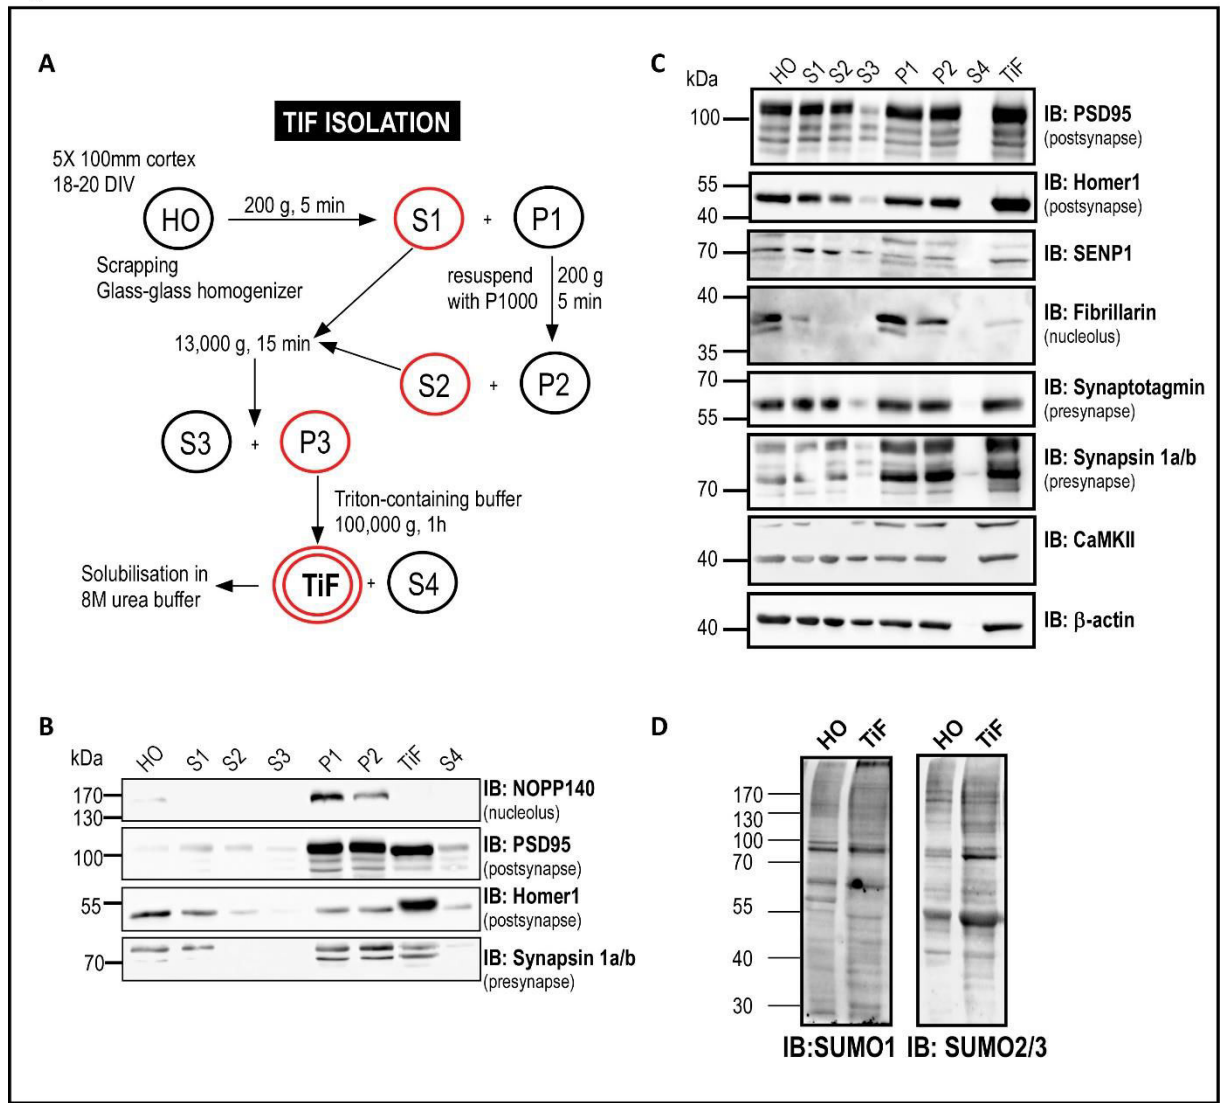 A
TIF ISOLATION
5X 100mm cortex
18-20 DIV
HO
200 g, 5 min
S1
+
P1
Scrapping
Glass-glass homogenizer
resuspend
with P1000
200 g
5 min
13,000 g, 15 min
S2
+
P2
S3
+
P3
Triton-containing buffer
100,000 g, 1h
Solubilisation in
8M urea buffer
TiF
+
S4
B
kDa
HO S1 S2 S3 P1 P2 TiF S4
170
130
IB: NOPP140
(nucleolus)
100
IB: PSD95
(postsynapse)
55
IB: Homer1
(postsynapse)
70
IB: Synapsin 1a/b
(presynapse)
C
kDa
HO S1 S2 S3 P1 P2 S4 TiF
100
IB: PSD95
(postsynapse)
55
40
IB: Homer1
(postsynapse)
70
IB: SENP1
40
35
IB: Fibrillarin
(nucleolus)
70
55
IB: Synaptotagmin
(presynapse)
70
IB: Synapsin 1a/b
(presynapse)
40
IB: CaMKII
40
IB: β-actin
D
HO TiF HO TiF
170
130
100
70
55
40
30
IB:SUMO1 IB: SUMO2/3